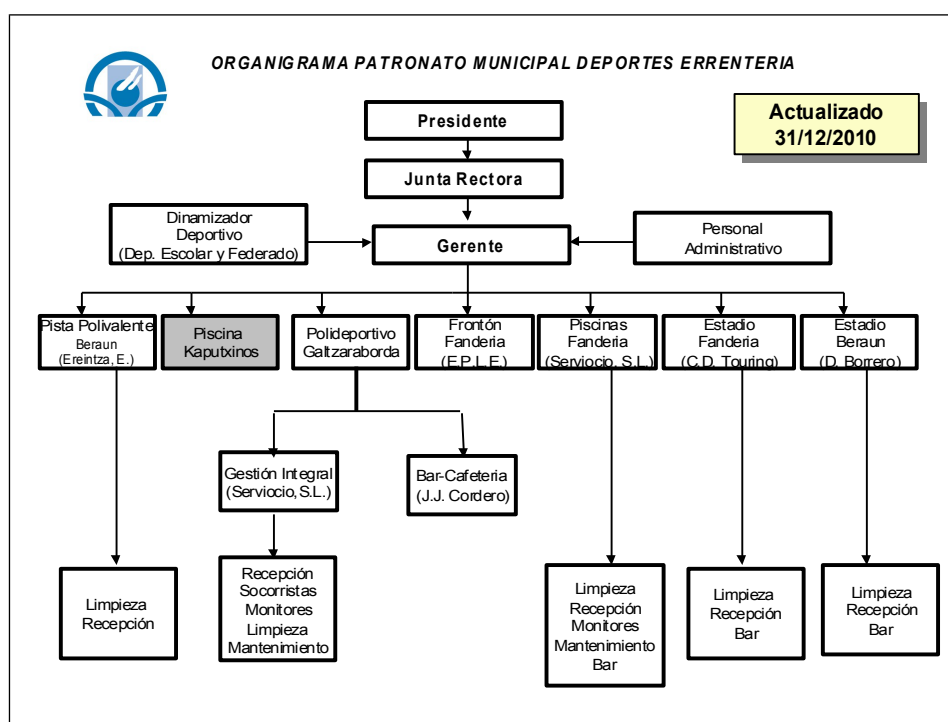 ORGANIGRAMA PATRONATO MUNICIPAL DEPORTES ERRENTERIA
Actualizado
31/12/2010
Presidente
Junta Rectora
Dinamizador
Deportivo
(Dep. Escolar y Federado)
Gerente
Personal
Administrativo
Pista Polivalente
Beraun
(Ereintza, E.)
Piscina
Kaputxinos
Polideportivo
Galtzaraborda
Frontón
Fanderia
(E.P.L.E.)
Piscinas
Fanderia
(Serviocio, S.L.)
Estadio
Fanderia
(C.D. Touring)
Estadio
Beraun
(D. Borrero)
Gestión Integral
(Serviocio, S.L.)
Bar-Cafeteria
(J.J. Cordero)
Limpieza
Recepción
Recepción
Socorristas
Monitores
Limpieza
Mantenimiento
Limpieza
Recepción
Monitores
Mantenimiento
Bar
Limpieza
Recepción
Bar
Limpieza
Recepción
Bar